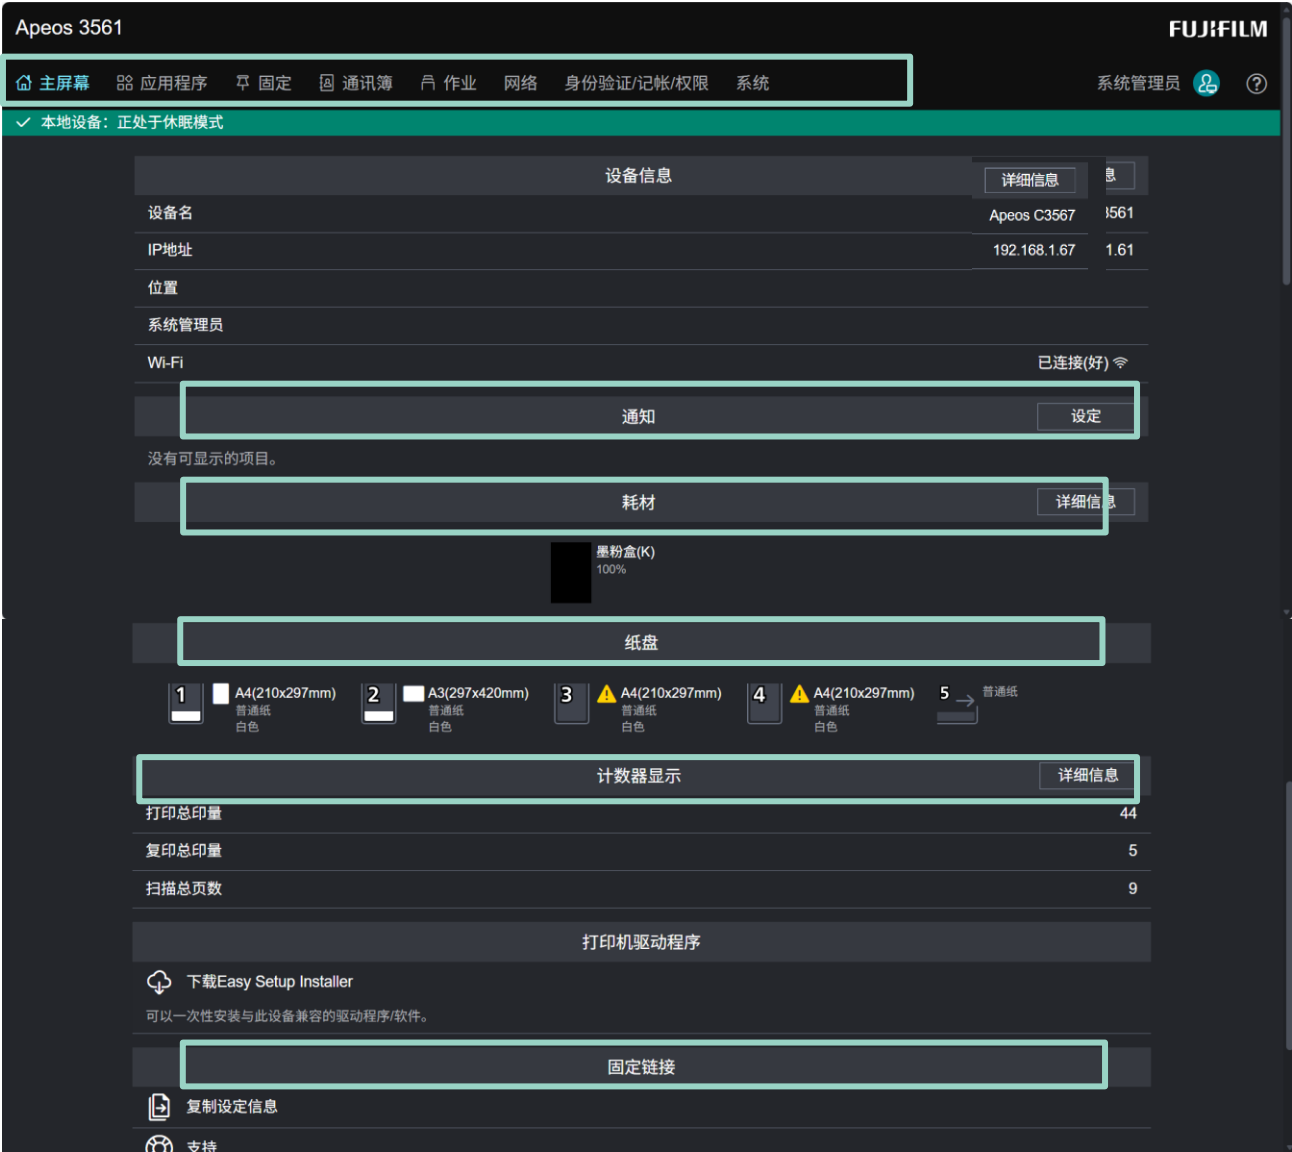 Apeos 3561
FUJIFILM
主屏幕 应用程序 固定 通讯簿 作业 网络 身份验证/记帐/权限 系统 系统管理员
本地设备：正处于休眠模式
设备信息 详细信息 息
设备名 Apeos C3567 3561
IP地址 192.168.1.67 1.61
位置
系统管理员
Wi-Fi 已连接(好)
通知 设定
没有可显示的项目。
耗材 详细信息
墨粉盒(K)
100%
纸盘
1 A4(210x297mm) 2 A3(297x420mm) 3 A4(210x297mm) 4 A4(210x297mm) 5 普通纸
普通纸 普通纸 普通纸 普通纸
白色 白色 白色 白色
计数器显示 详细信息
打印总印量 44
复印总印量 5
扫描总页数 9
打印机驱动程序
下载Easy Setup Installer
可以一次性安装与此设备兼容的驱动程序/软件。
固定链接
复制设定信息
支持